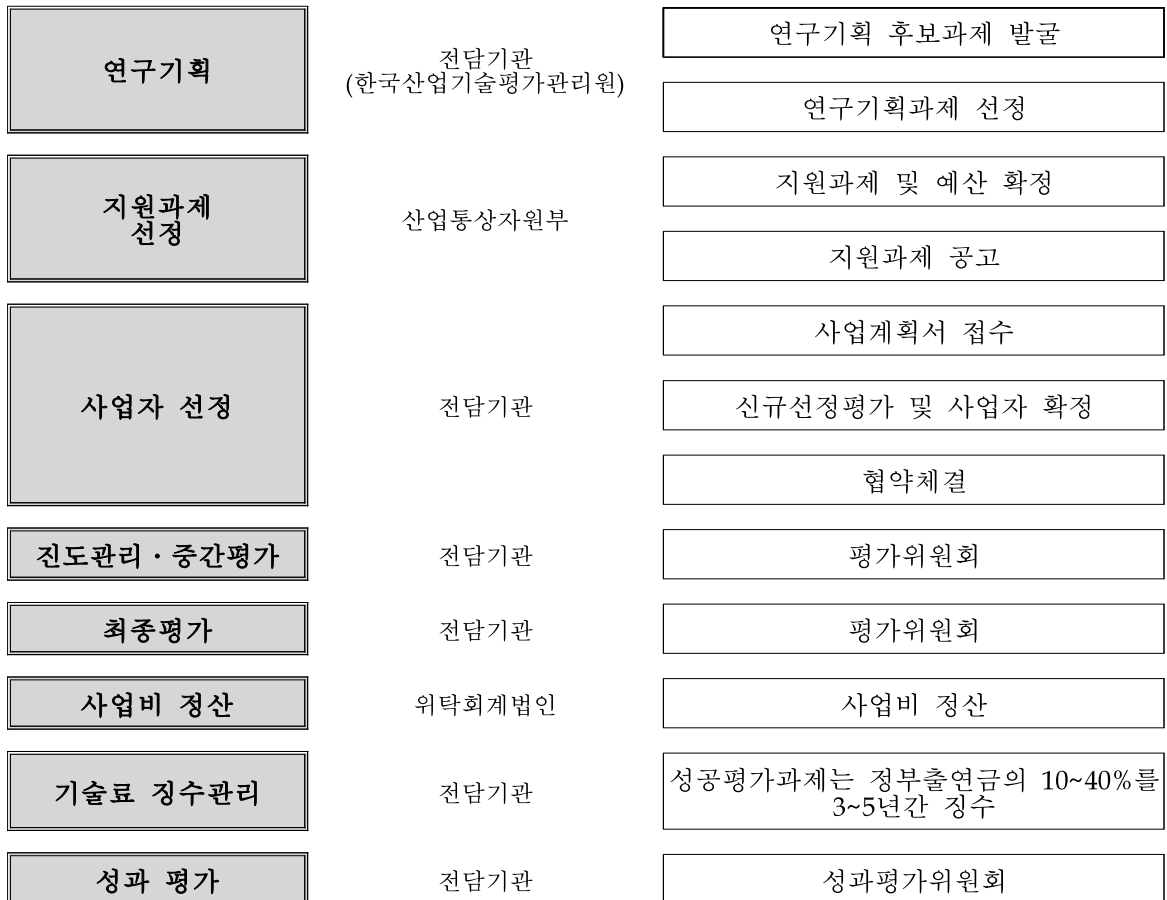 연구기획
전담기관
(한국산업기술평가관리원)
연구기획 후보과제 발굴
연구기획과제 선정
지원과제
선정
산업통상자원부
지원과제 및 예산 확정
지원과제 공고
사업자 선정
전담기관
사업계획서 접수
신규선정평가 및 사업자 확정
협약체결
진도관리·중간평가
전담기관
평가위원회
최종평가
전담기관
평가위원회
사업비 정산
위탁회계법인
사업비 정산
기술료 징수관리
전담기관
성공평가과제는 정부출연금의 10~40%를
3~5년간 징수
성과 평가
전담기관
성과평가위원회